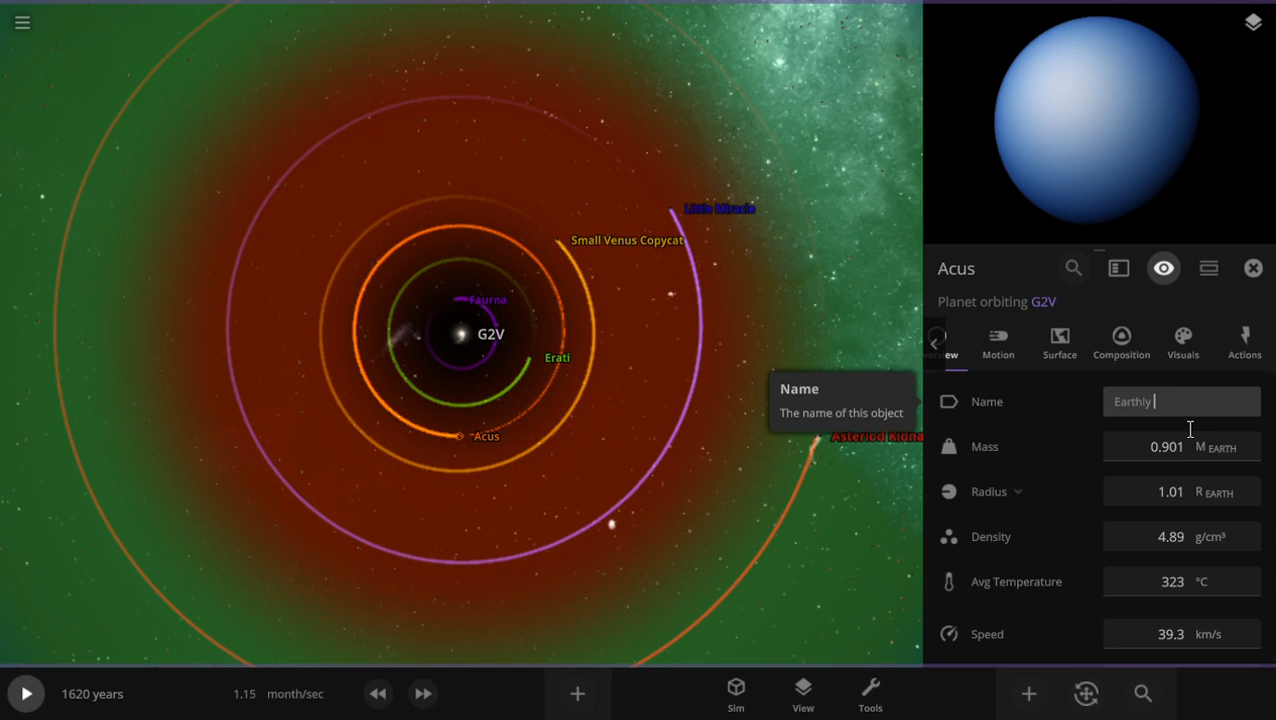 Little Miracle
Small Venus Copycat
Faurna
G2V
Erati
Acus
Asteriod Kidna
Name
The name of this object
Acus
Planet orbiting G2V
ew
Motion
Surface
Composition
Visuals
Actions
Name
Earthly
Mass
0.901 M EARTH
Radius
1.01 R EARTH
Density
4.89 g/cm³
Avg Temperature
323 °C
Speed
39.3 km/s
1620 years
1.15 month/sec
Sim
View
Tools